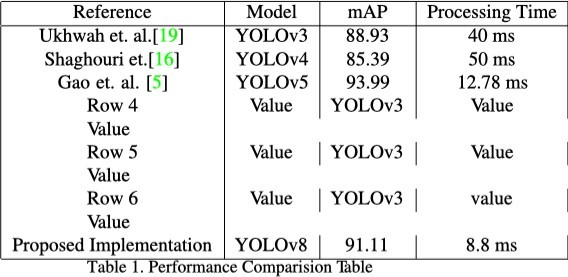 Reference Model mAP Processing Time
Ukhwah et. al.[19] YOLOv3 88.93 40 ms
Shaghouri et.[16] YOLOv4 85.39 50 ms
Gao et. al. [5] YOLOv5 93.99 12.78 ms
Row 4 Value YOLOv3 Value
Value
Row 5 Value YOLOv3 Value
Value
Row 6 Value YOLOv3 value
Value
Proposed Implementation YOLOv8 91.11 8.8 ms
Table 1. Performance Comparision Table